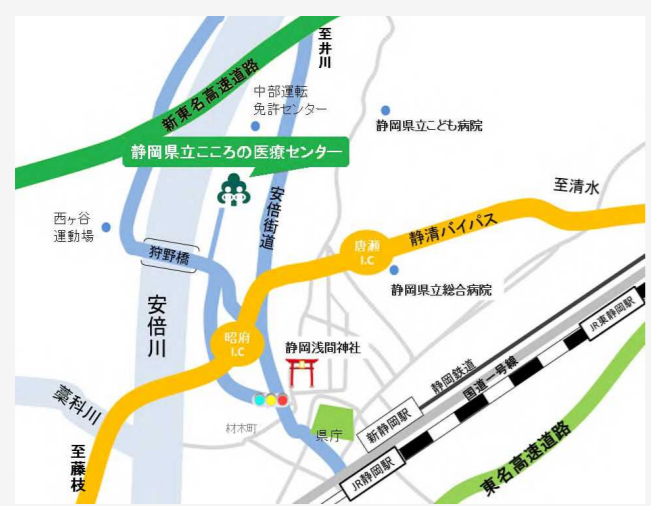 至井川
新東名高速道路
中部運転
免許センター
静岡県立こども病院
静岡県立こころの医療センター
至清水
安倍街道
西ヶ谷
運動場
静清バイパス
唐瀬
I.C
狩野橋
静岡県立総合病院
安倍川
昭府
I.C
静岡浅間神社
JR東静岡駅
静岡鉄道
国道一号線
藁科川
材木町
県庁
新静岡駅
至藤枝
JR静岡駅
東名高速道路